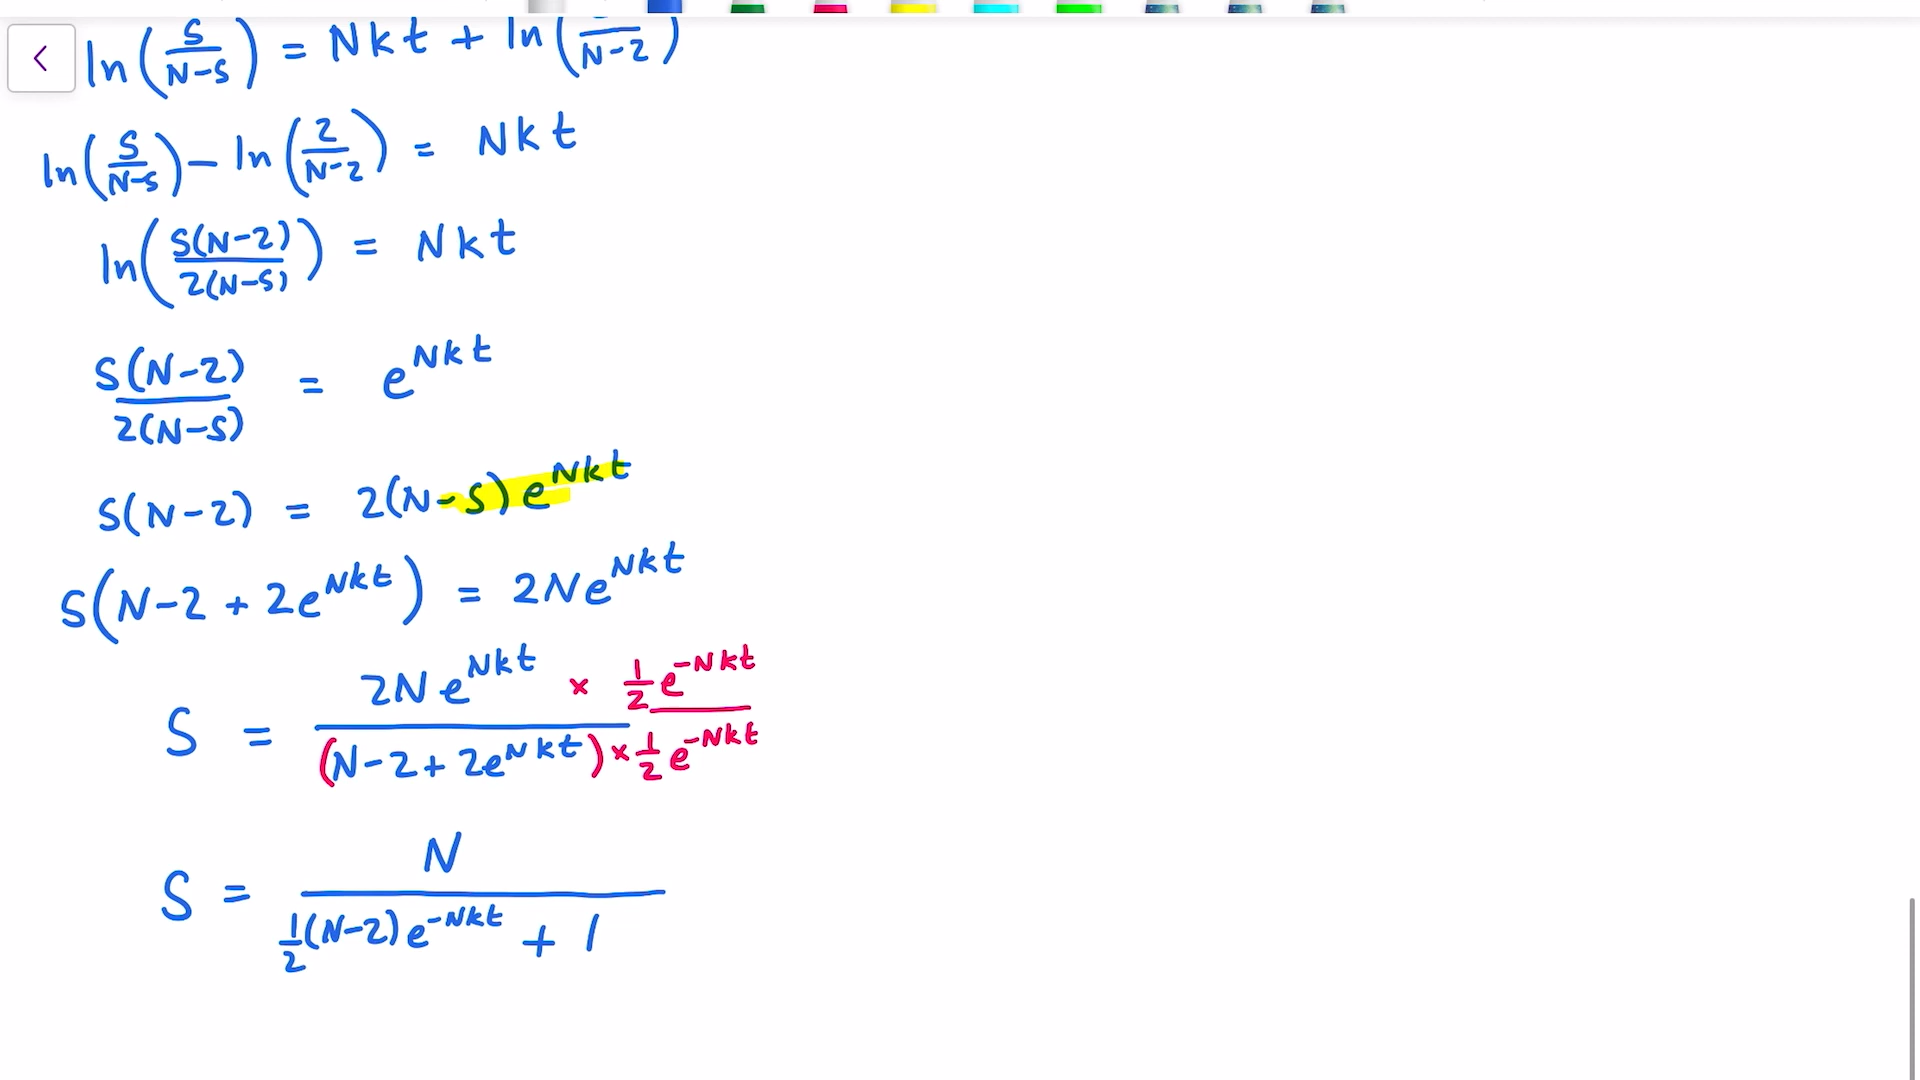 ln(S/(N-S)) = Nkt + ln( /(N-2))
ln(S/(N-S)) - ln(2/(N-2)) = Nkt
ln(S(N-2)/2(N-S)) = Nkt
S(N-2)/2(N-S) = e^Nkt
S(N-2) = 2(N-S)e^Nkt
S(N-2 + 2e^Nkt) = 2Ne^Nkt
S = 2Ne^Nkt × 1/2 e^-Nkt / (N-2 + 2e^Nkt) × 1/2 e^-Nkt
S = N / 1/2(N-2)e^-Nkt + 1